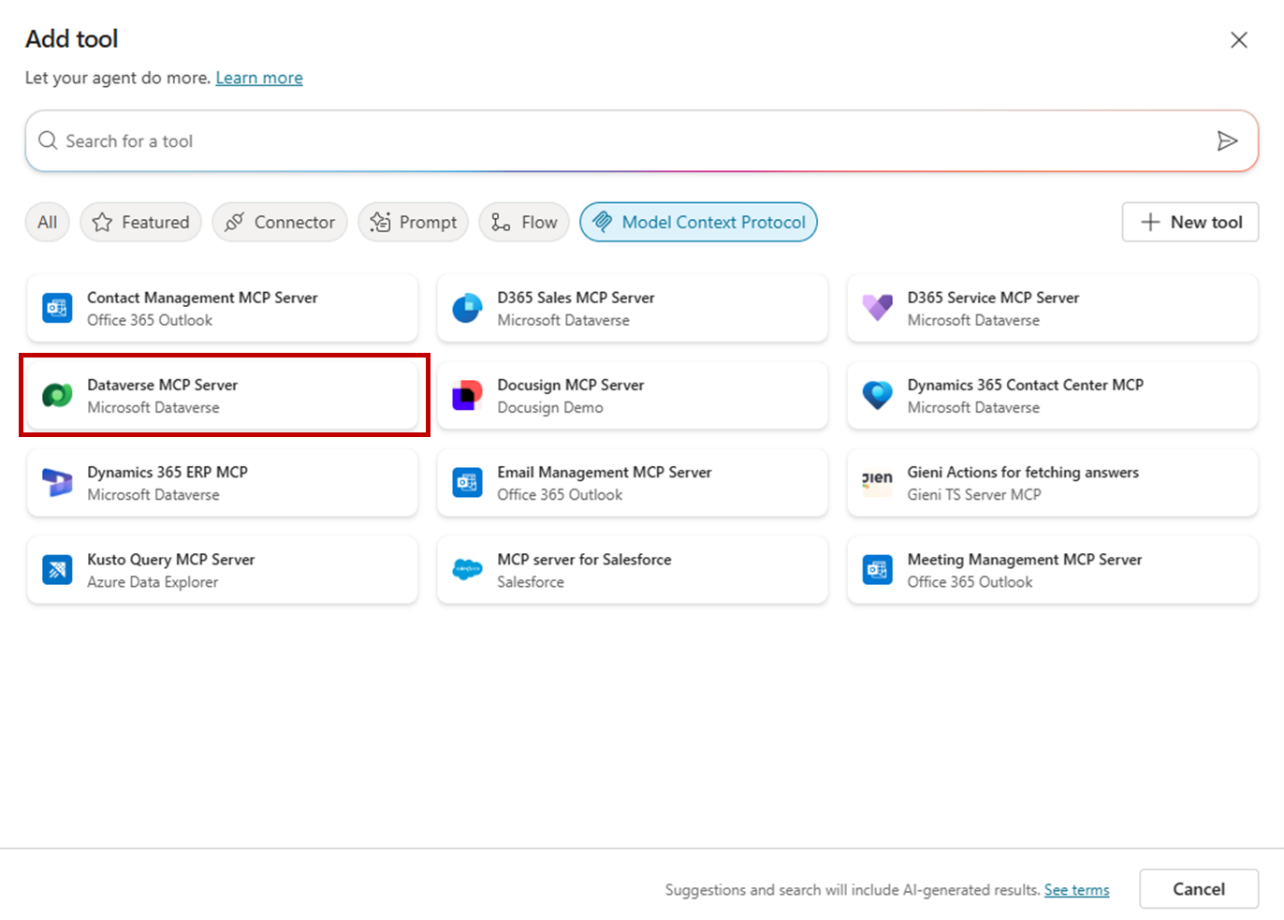 Add tool
Let your agent do more. Learn more
Search for a tool
All Featured Connector Prompt Flow Model Context Protocol New tool
Contact Management MCP Server
Office 365 Outlook
D365 Sales MCP Server
Microsoft Dataverse
D365 Service MCP Server
Microsoft Dataverse
Dataverse MCP Server
Microsoft Dataverse
Docusign MCP Server
Docusign Demo
Dynamics 365 Contact Center MCP
Microsoft Dataverse
Dynamics 365 ERP MCP
Microsoft Dataverse
Email Management MCP Server
Office 365 Outlook
gien
Gieni Actions for fetching answers
Gieni TS Server MCP
Kusto Query MCP Server
Azure Data Explorer
salesforce
MCP server for Salesforce
Salesforce
Meeting Management MCP Server
Office 365 Outlook
Suggestions and search will include AI-generated results. See terms
Cancel